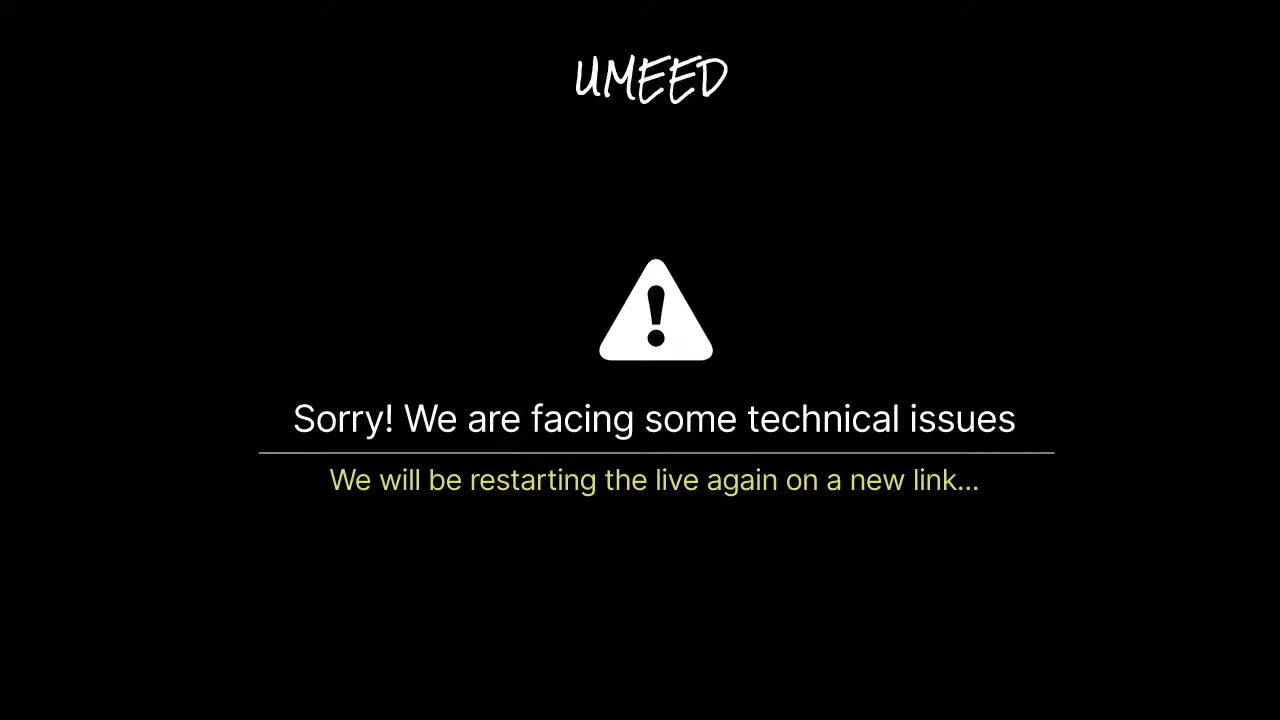 UMEED
Sorry! We are facing some technical issues
We will be restarting the live again on a new link...